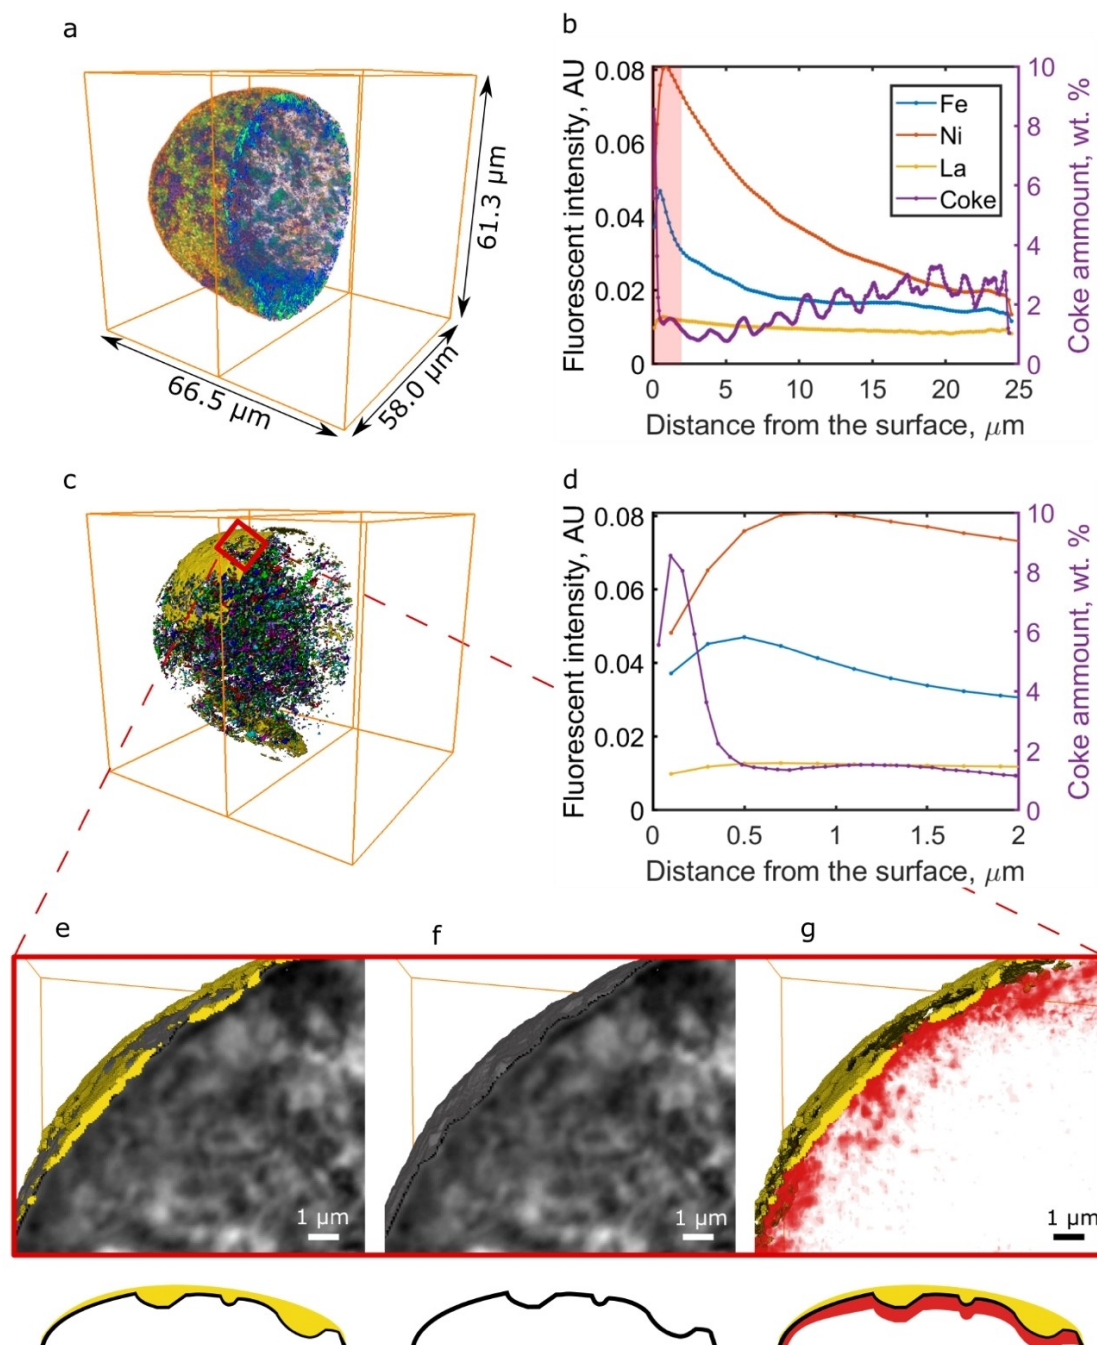 a
61.3 μm
66.5 μm
58.0 μm
b
Fluorescent intensity, AU
0.08
0.06
0.04
0.02
0
Fe
Ni
La
Coke
10
8
6
4
2
0
Coke ammount, wt. %
0 5 10 15 20 25
Distance from the surface, μm
c
d
Fluorescent intensity, AU
0.08
0.06
0.04
0.02
0
10
8
6
4
2
0
Coke ammount, wt. %
0 0.5 1 1.5 2
Distance from the surface, μm
e
f
g
1 μm
1 μm
1 μm